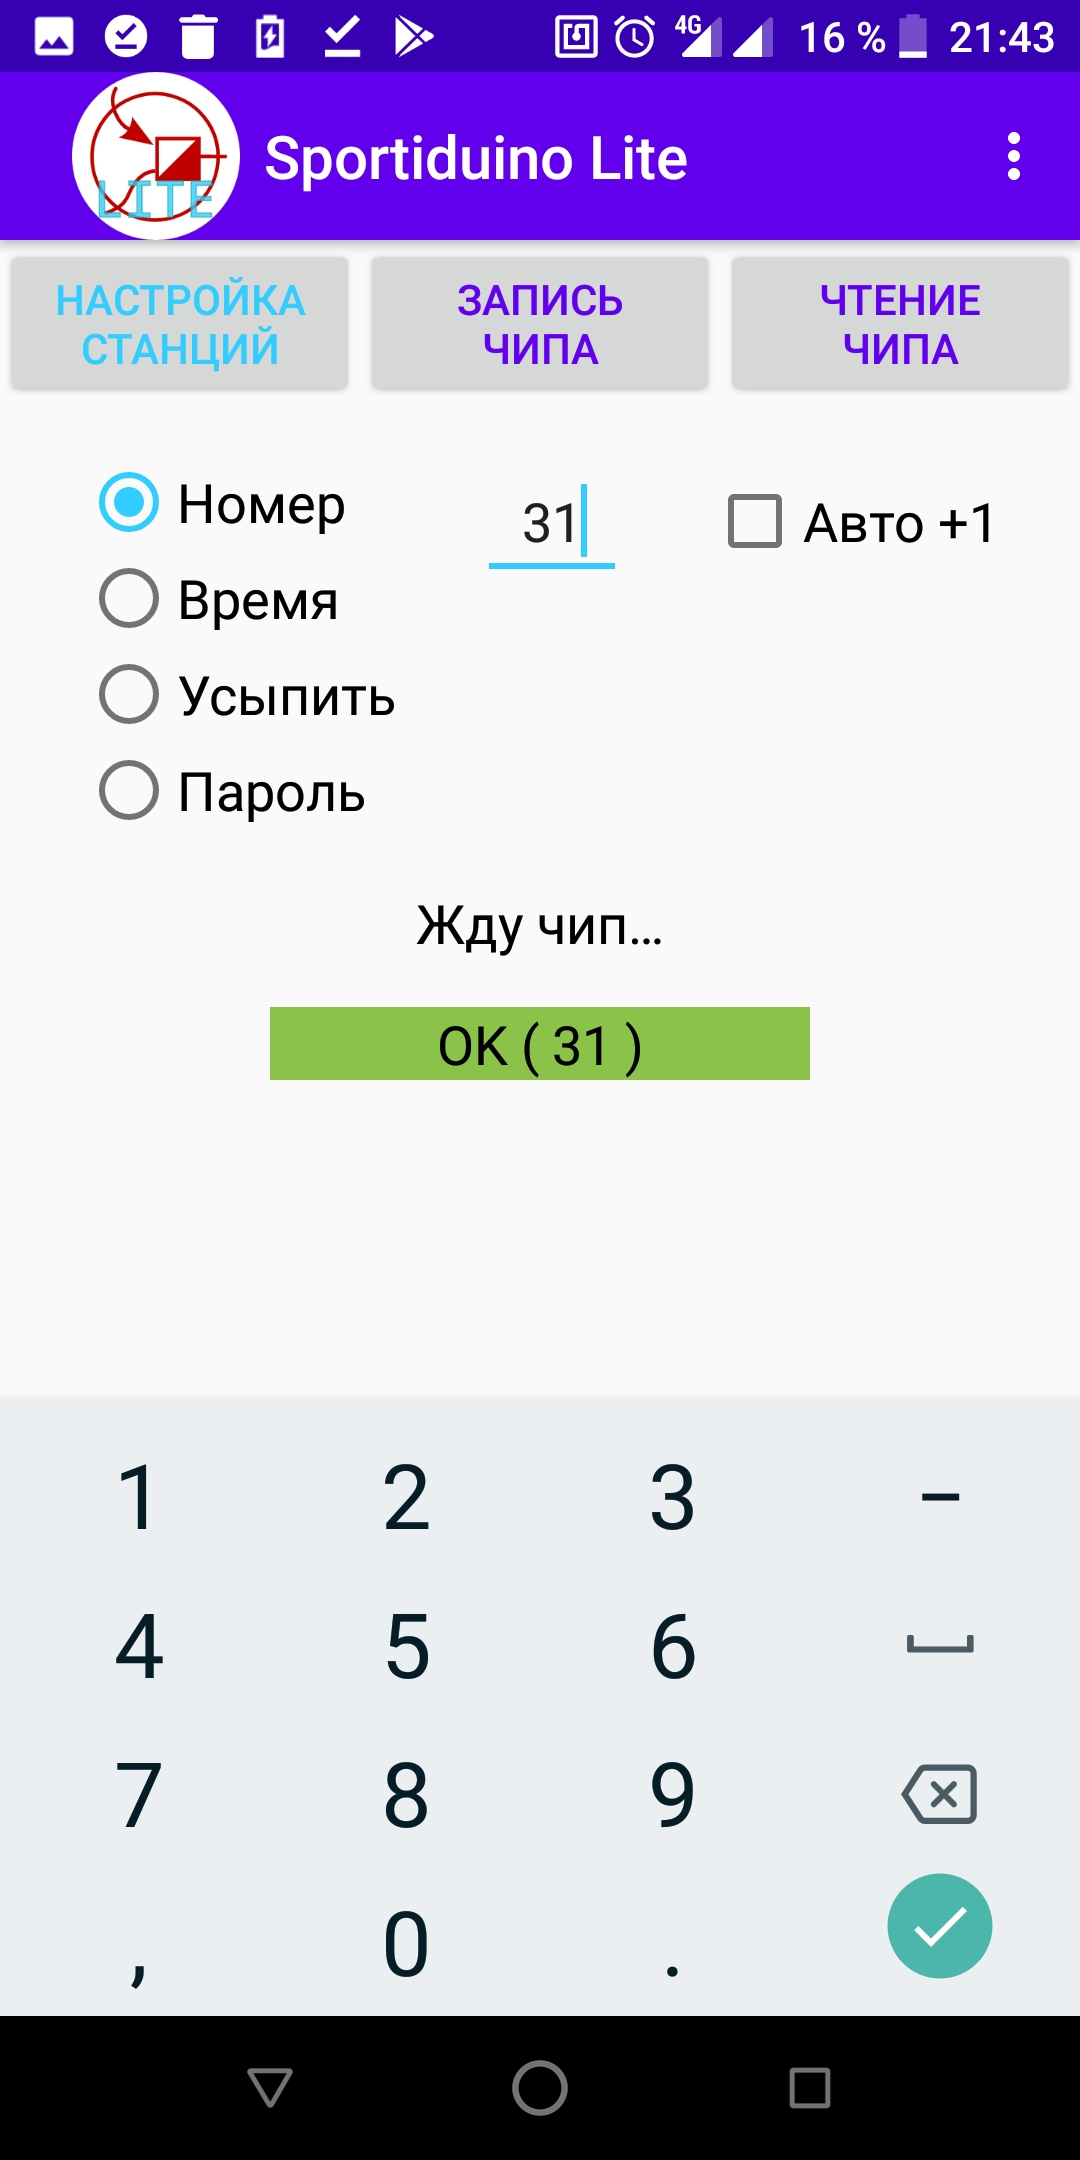 4G 16 % 21:43
LITE
Sportiduino Lite
НАСТРОЙКА
СТАНЦИЙ
ЗАПИСЬ
ЧИПА
ЧТЕНИЕ
ЧИПА
Номер
31
Авто +1
Время
Усыпить
Пароль
Жду чип...
OK ( 31 )
1 2 3 –
4 5 6
7 8 9
, 0 .